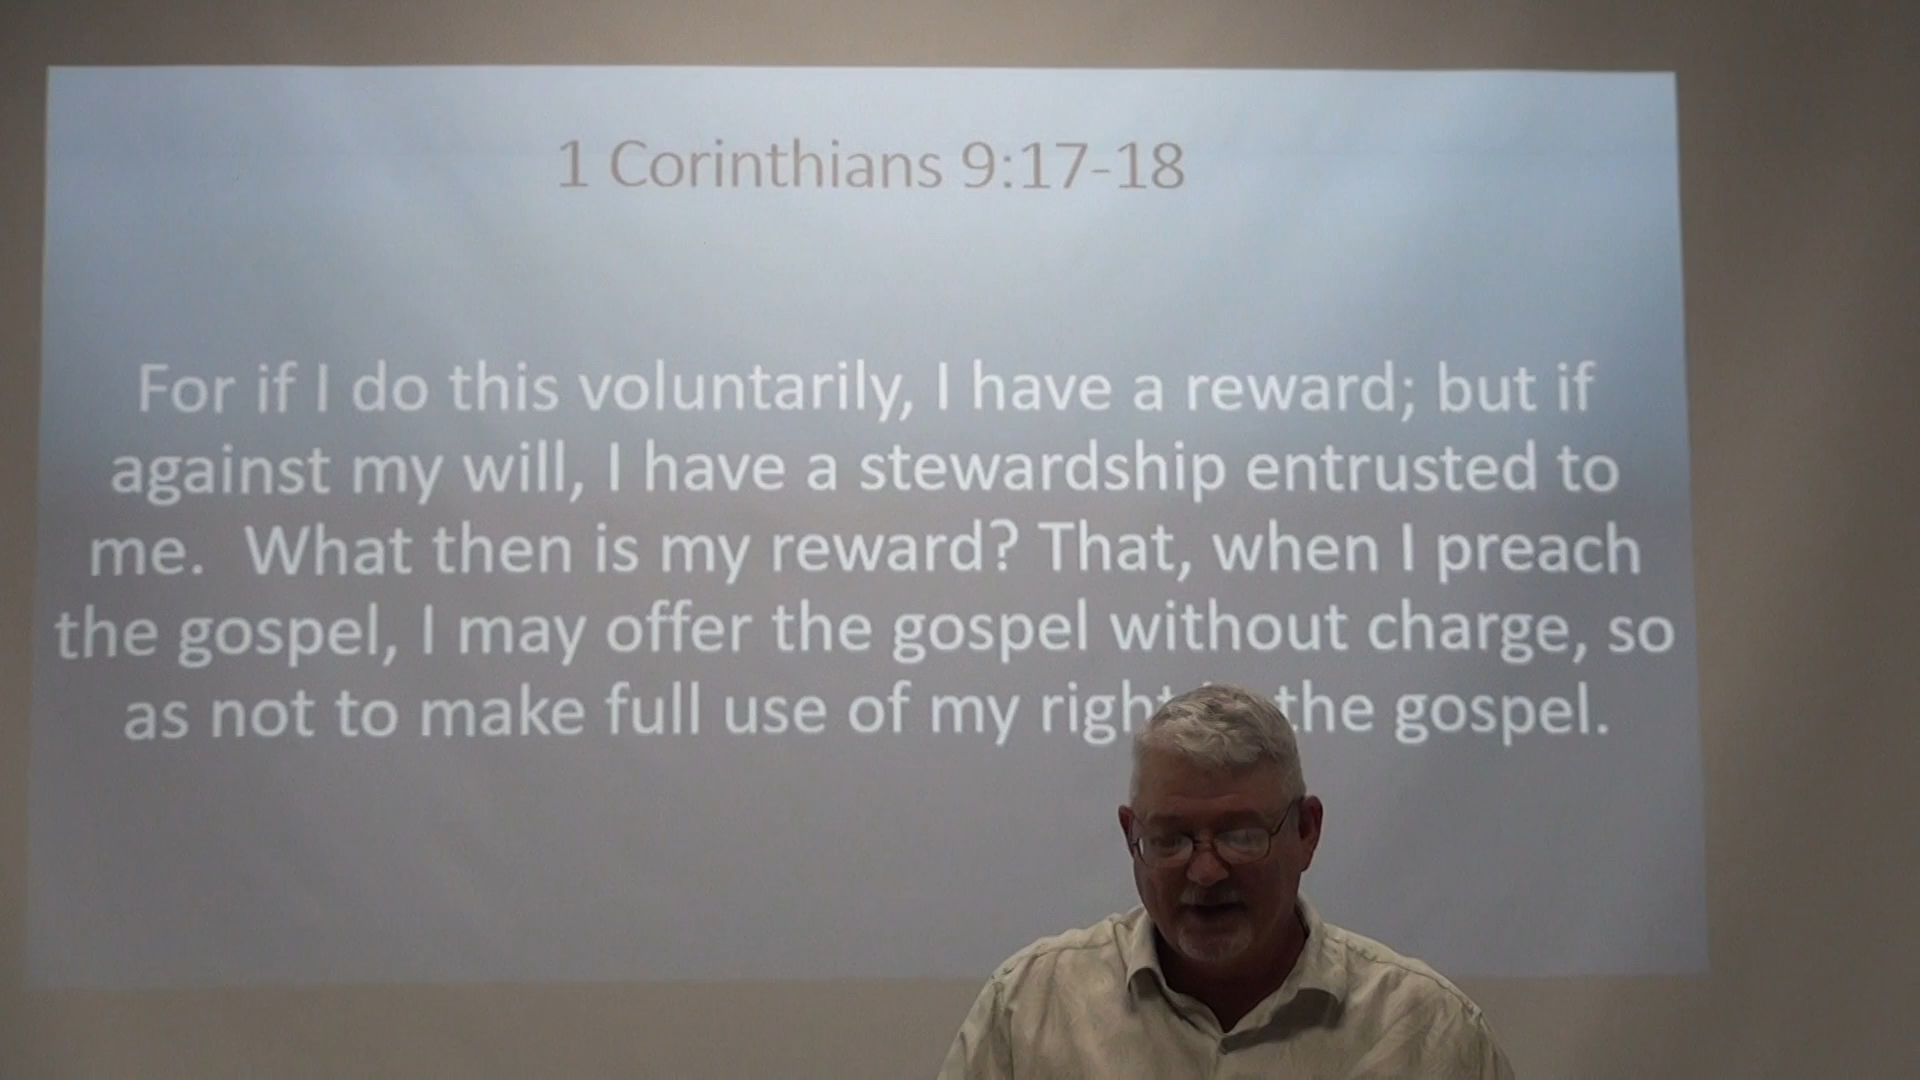 1 Corinthians 9:17-18
For if I do this voluntarily, I have a reward; but if
against my will, I have a stewardship entrusted to
me.  What then is my reward? That, when I preach
the gospel, I may offer the gospel without charge, so
as not to make full use of my right the gospel.